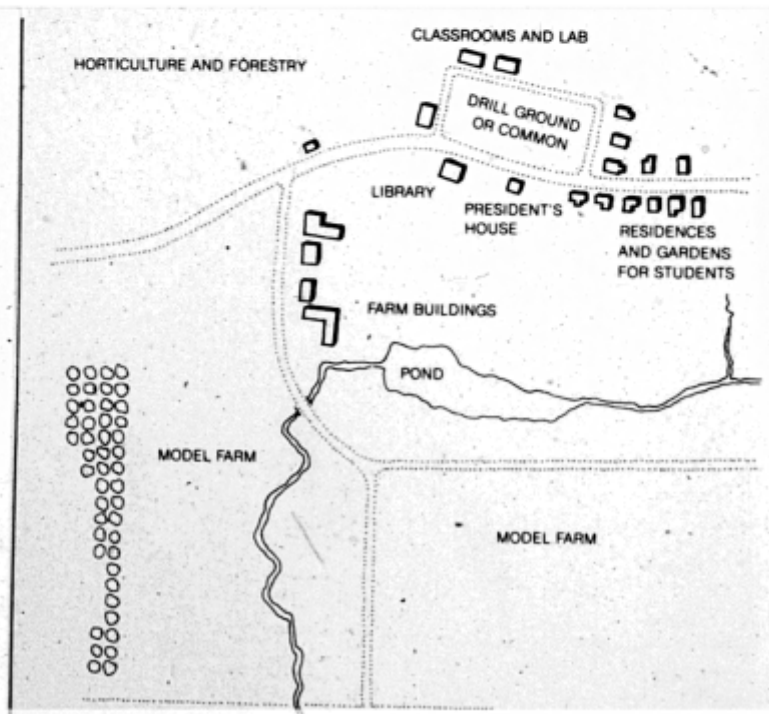 CLASSROOMS AND LAB
HORTICULTURE AND FORESTRY
DRILL GROUND
OR COMMON
LIBRARY
PRESIDENT'S
HOUSE
RESIDENCES
AND GARDENS
FOR STUDENTS
FARM BUILDINGS
POND
MODEL FARM
MODEL FARM